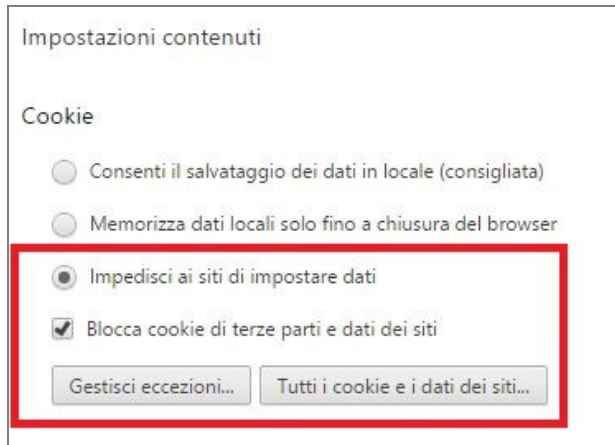 Impostazioni contenuti
Cookie
Consenti il salvataggio dei dati in locale (consigliata)
Memorizza dati locali solo fino a chiusura del browser
Impedisci ai siti di impostare dati
Blocca cookie di terze parti e dati dei siti
Gestisci eccezioni... Tutti i cookie e i dati dei siti...